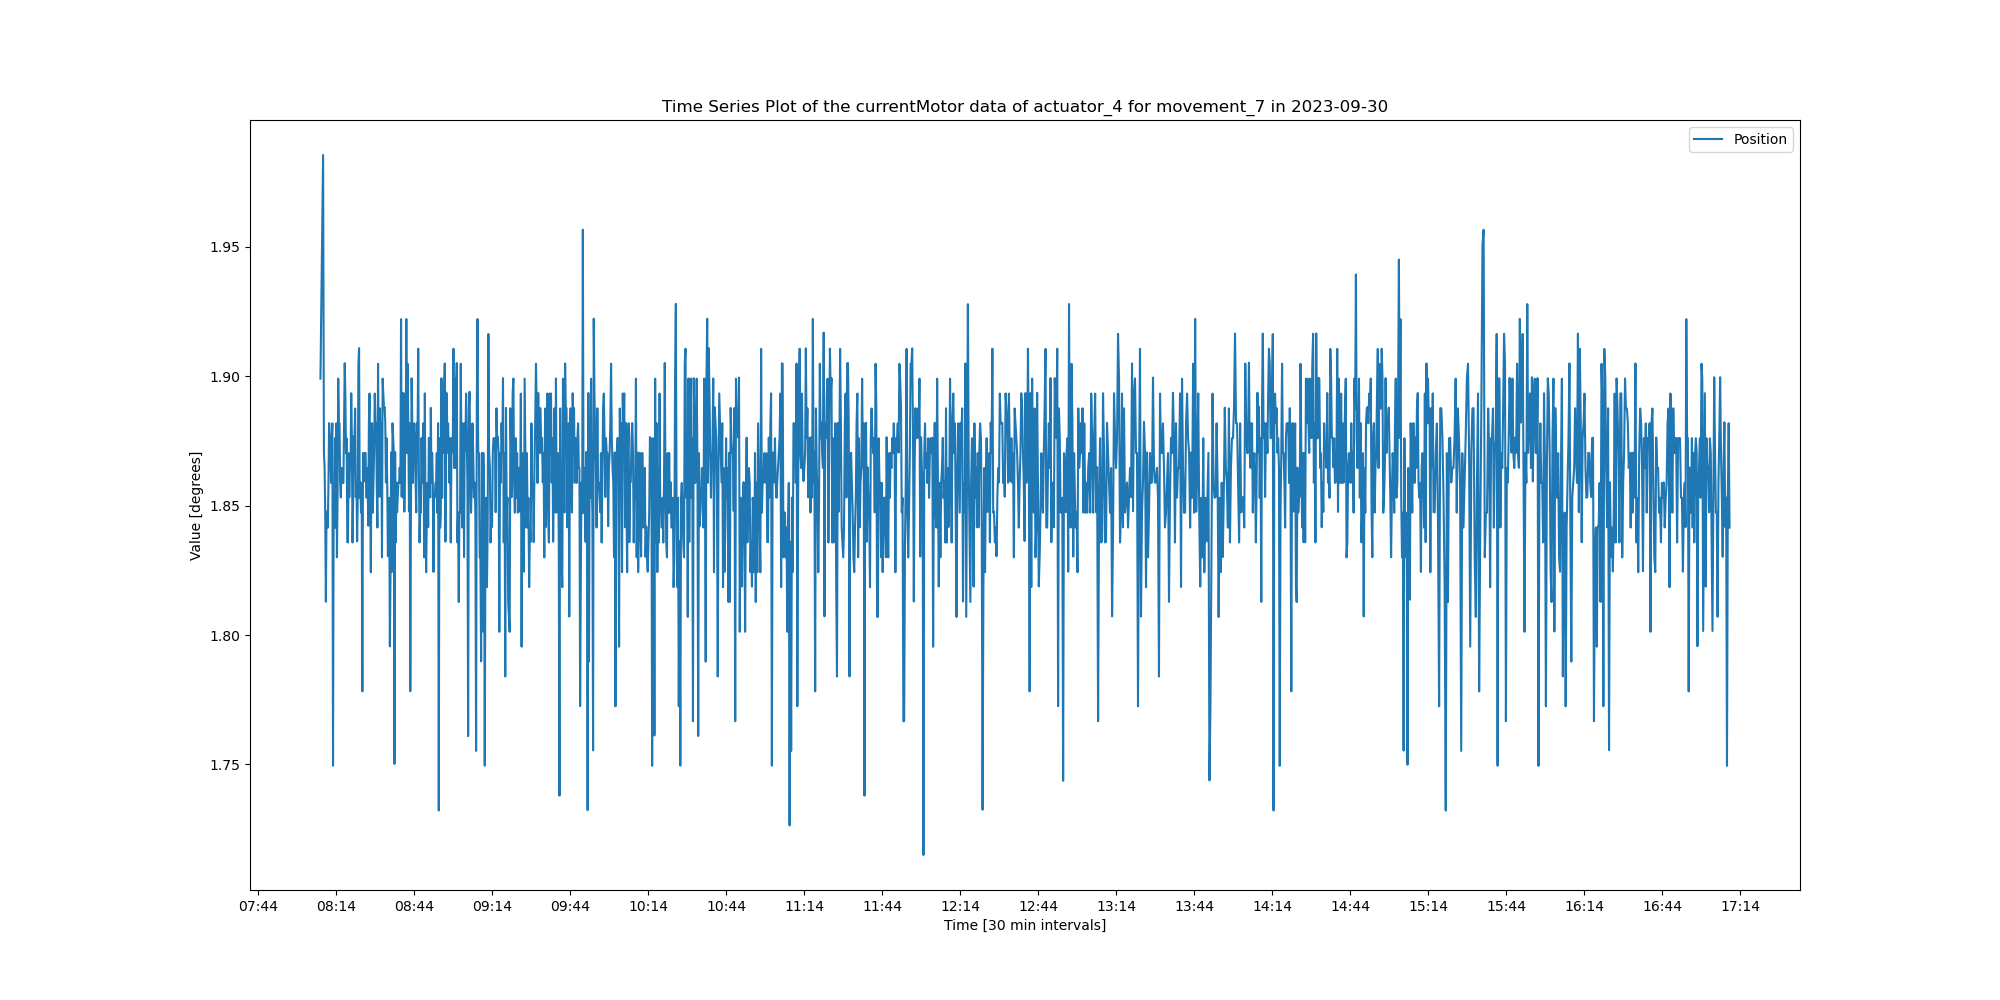 Time Series Plot of the currentMotor data of actuator_4 for movement_7 in 2023-09-30
Position
1.95
1.90
1.85
1.80
1.75
Value [degrees]
07:44 08:14 08:44 09:14 09:44 10:14 10:44 11:14 11:44 12:14 12:44 13:14 13:44 14:14 14:44 15:14 15:44 16:14 16:44 17:14
Time [30 min intervals]